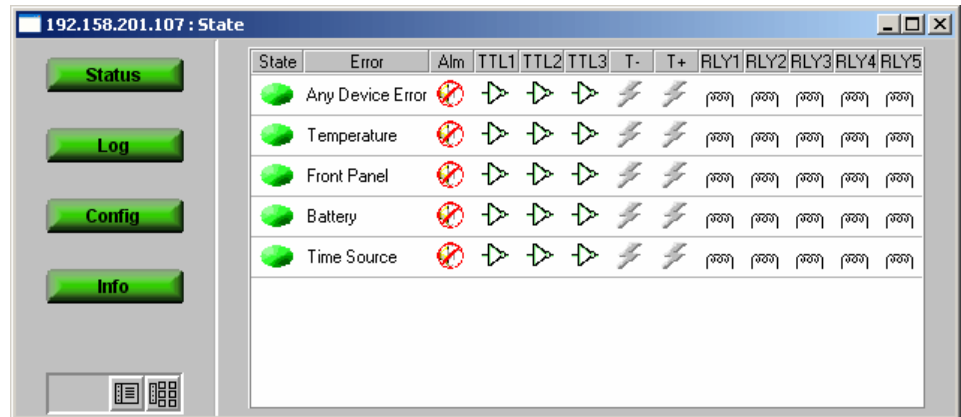 192.158.201.107 : State
Status
Log
Config
Info
State Error Alm TTL1 TTL2 TTL3 T- T+ RLY1 RLY2 RLY3 RLY4 RLY5
Any Device Error
Temperature
Front Panel
Battery
Time Source